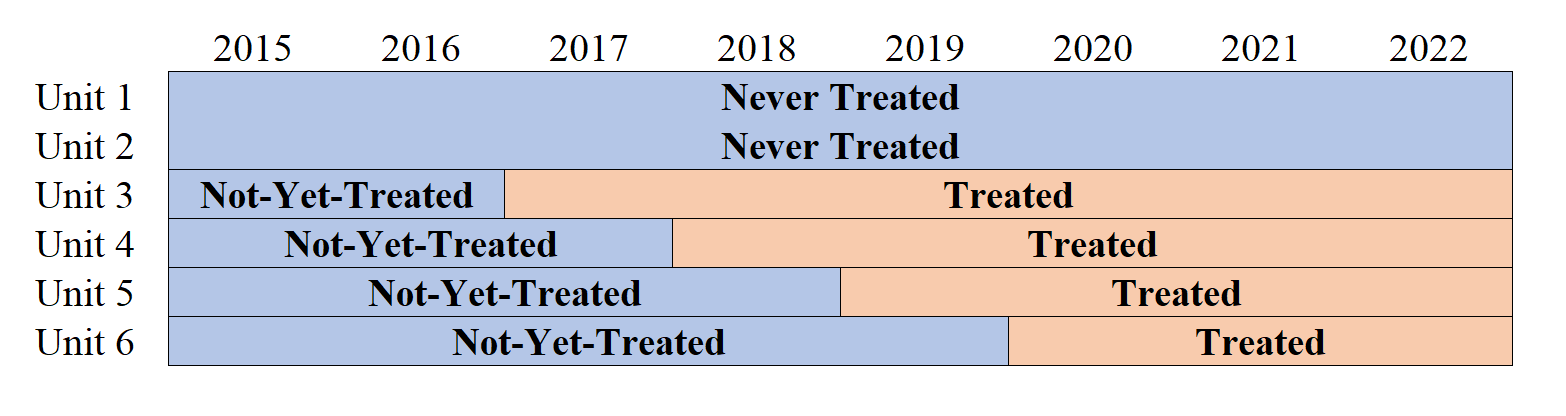 2015 2016 2017 2018 2019 2020 2021 2022
Unit 1 Never Treated
Unit 2 Never Treated
Unit 3 Not-Yet-Treated Treated
Unit 4 Not-Yet-Treated Treated
Unit 5 Not-Yet-Treated Treated
Unit 6 Not-Yet-Treated Treated